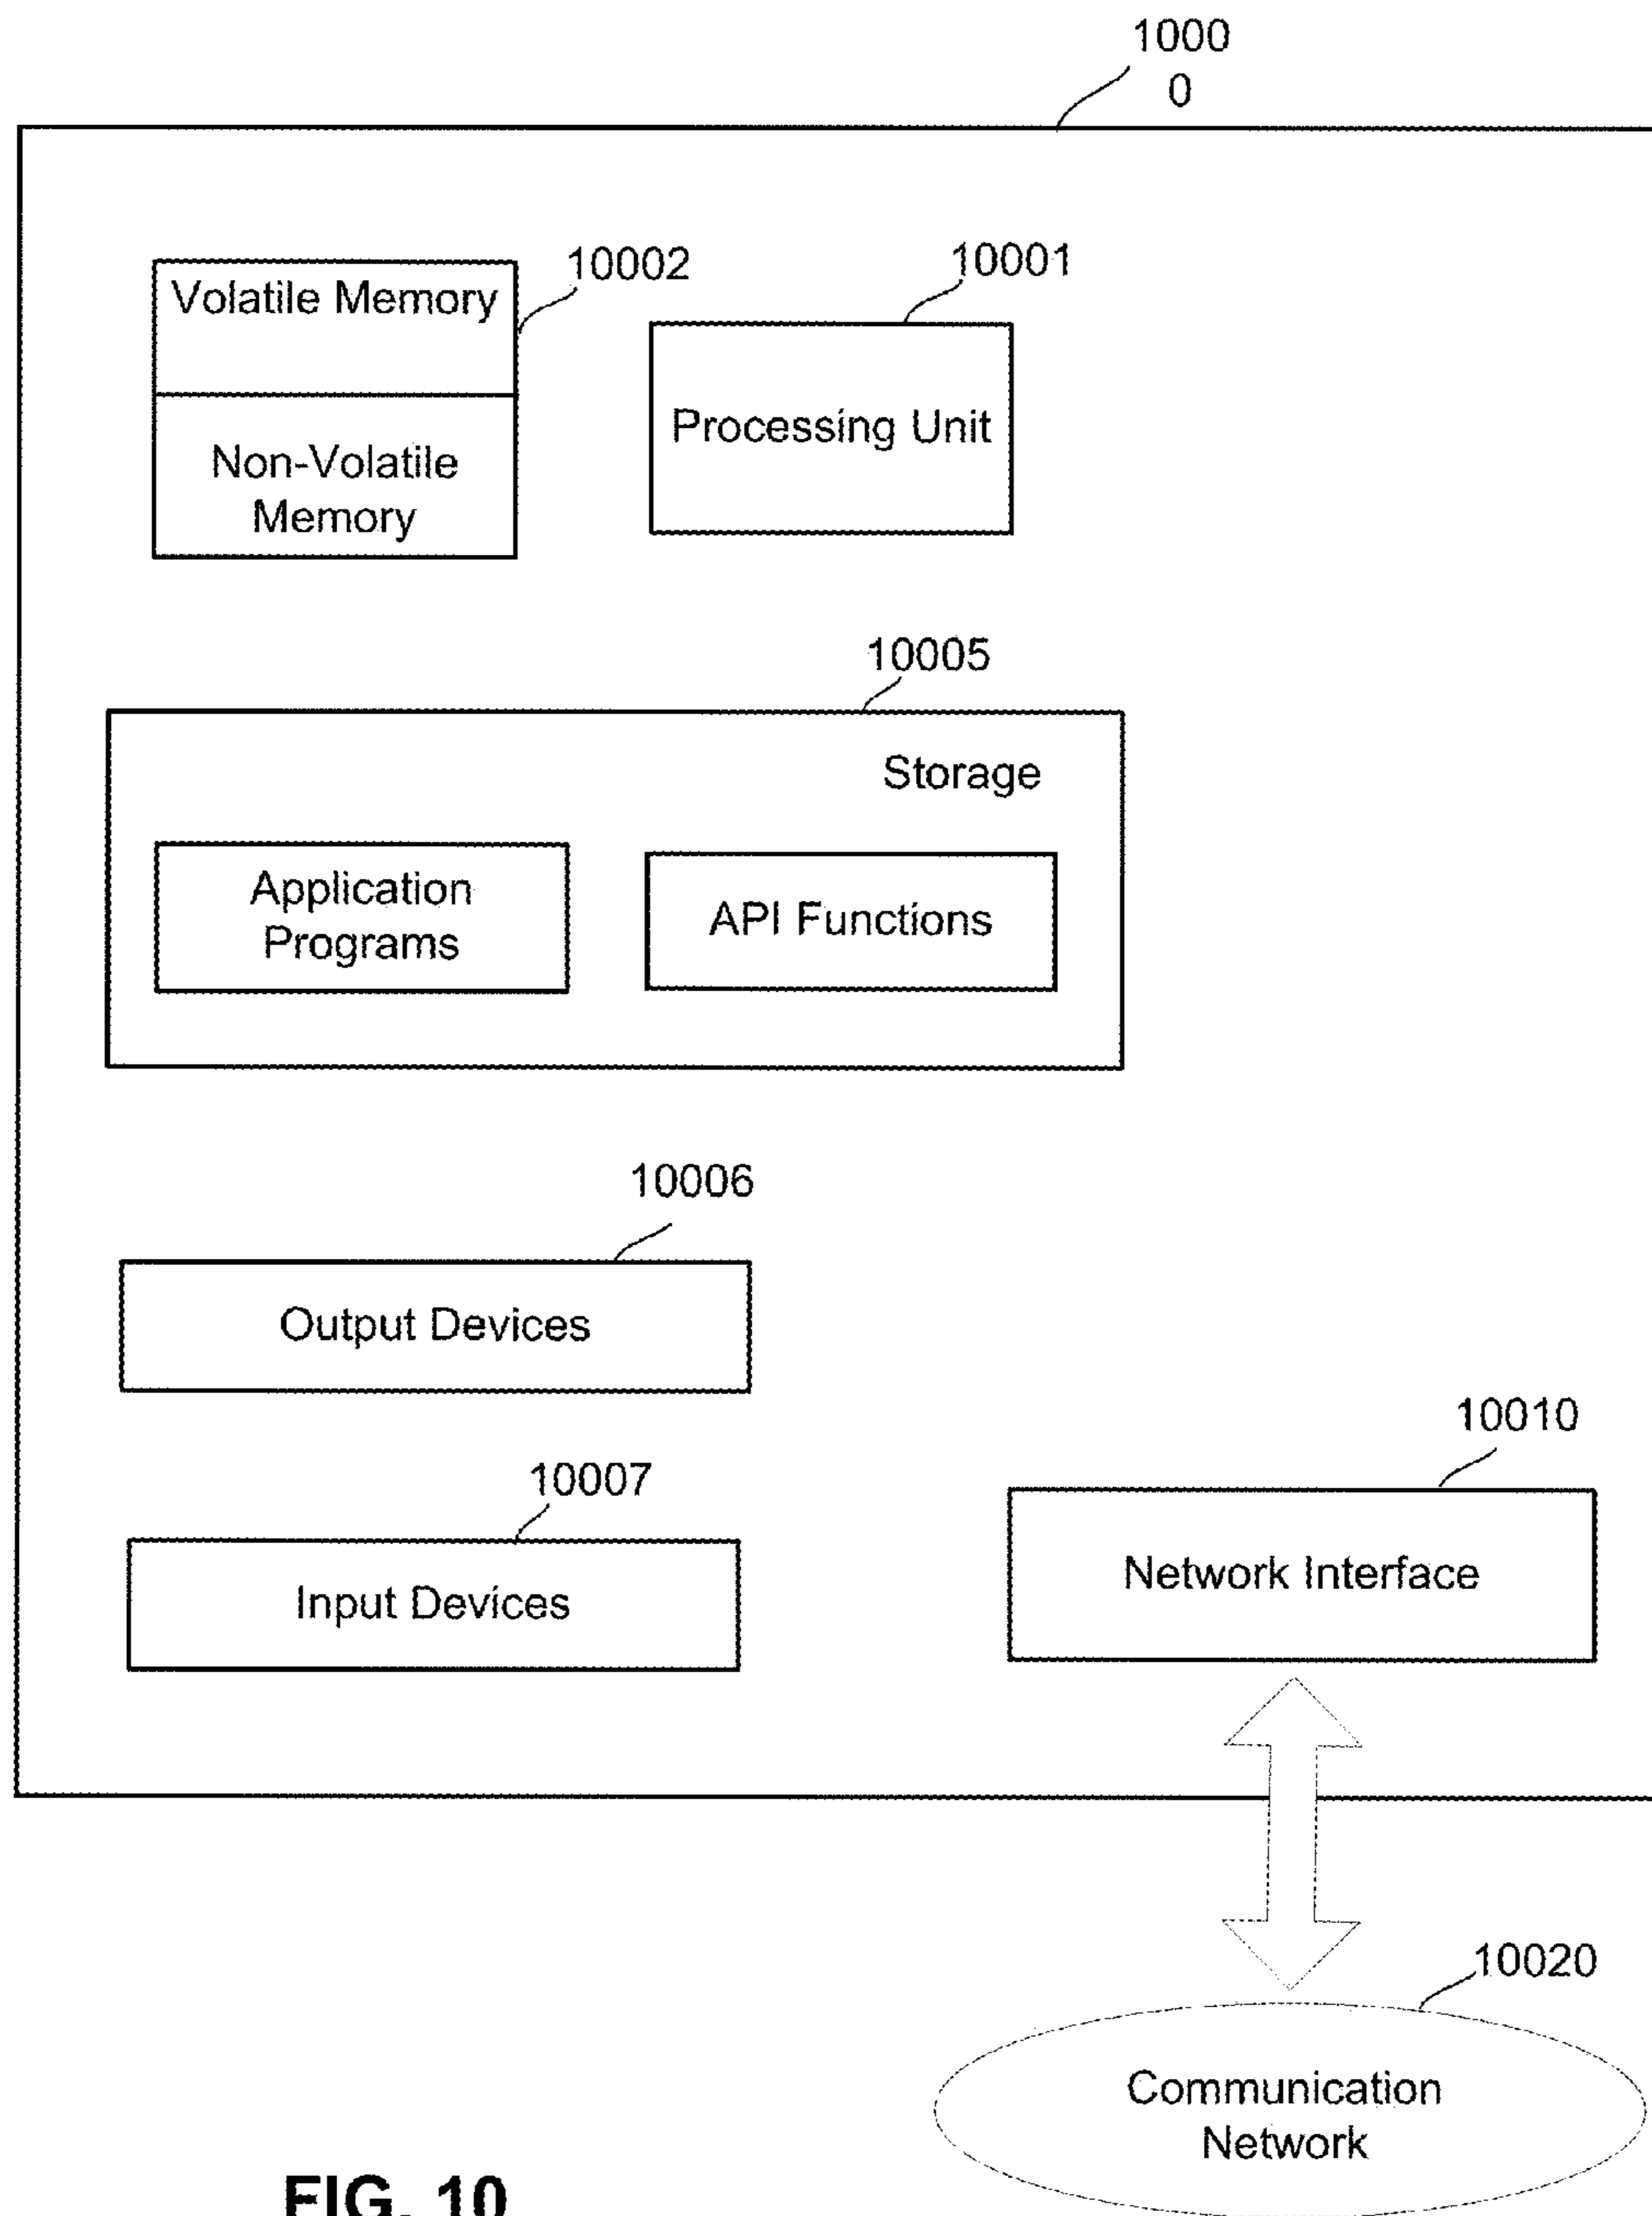 1000
0
10002
10001
Volatile Memory
Processing Unit
Non-Volatile
Memory
10005
Storage
Application
Programs
API Functions
10006
Output Devices
10010
10007
Network Interface
Input Devices
10020
Communication
Network
FIG. 10